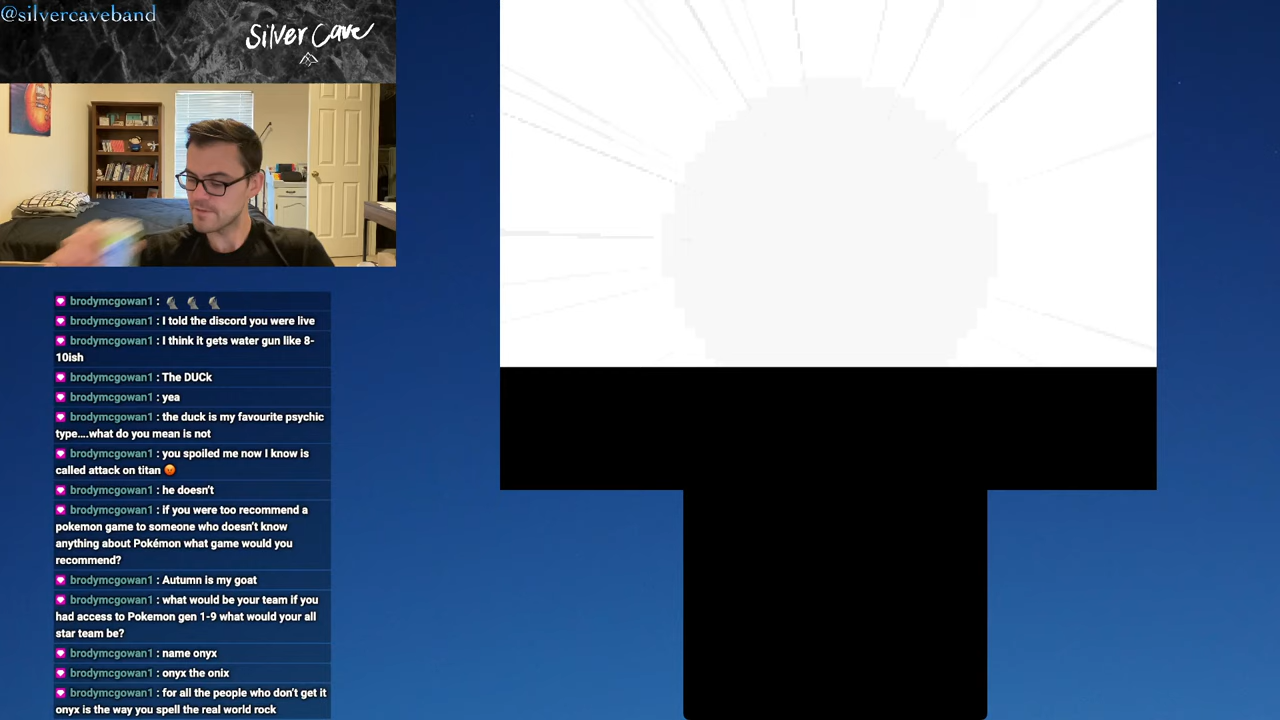 @silvercaveband
Silver Cave
brodymcgowan1 :
brodymcgowan1 : I told the discord you were live
brodymcgowan1 : I think it gets water gun like 8-
10ish
brodymcgowan1 : The DUCk
brodymcgowan1 : yea
brodymcgowan1 : the duck is my favourite psychic
type....what do you mean is not
brodymcgowan1 : you spoiled me now I know is
called attack on titan 😡
brodymcgowan1 : he doesn't
brodymcgowan1 : if you were too recommend a
pokemon game to someone who doesn't know
anything about Pokémon what game would you
recommend?
brodymcgowan1 : Autumn is my goat
brodymcgowan1 : what would be your team if you
had access to Pokemon gen 1-9 what would your all
star team be?
brodymcgowan1 : name onyx
brodymcgowan1 : onyx the onix
brodymcgowan1 : for all the people who don't get it
onyx is the way you spell the real world rock